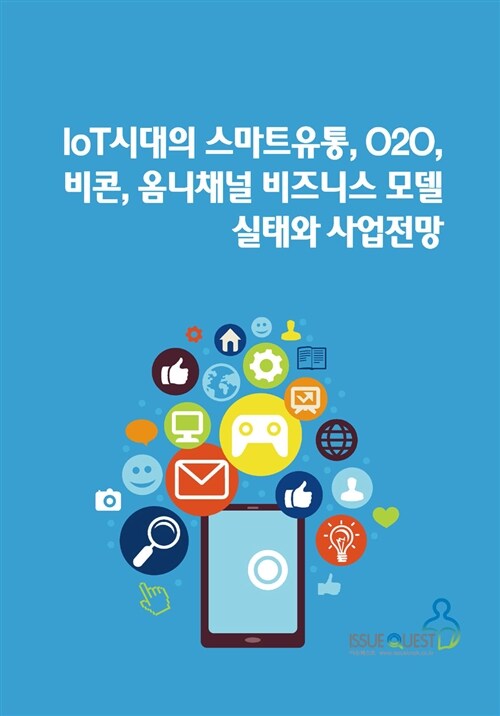 IoT시대의 스마트유통, O2O,
비콘, 옴니채널 비즈니스 모델
실태와 사업전망
ISSUE QUEST